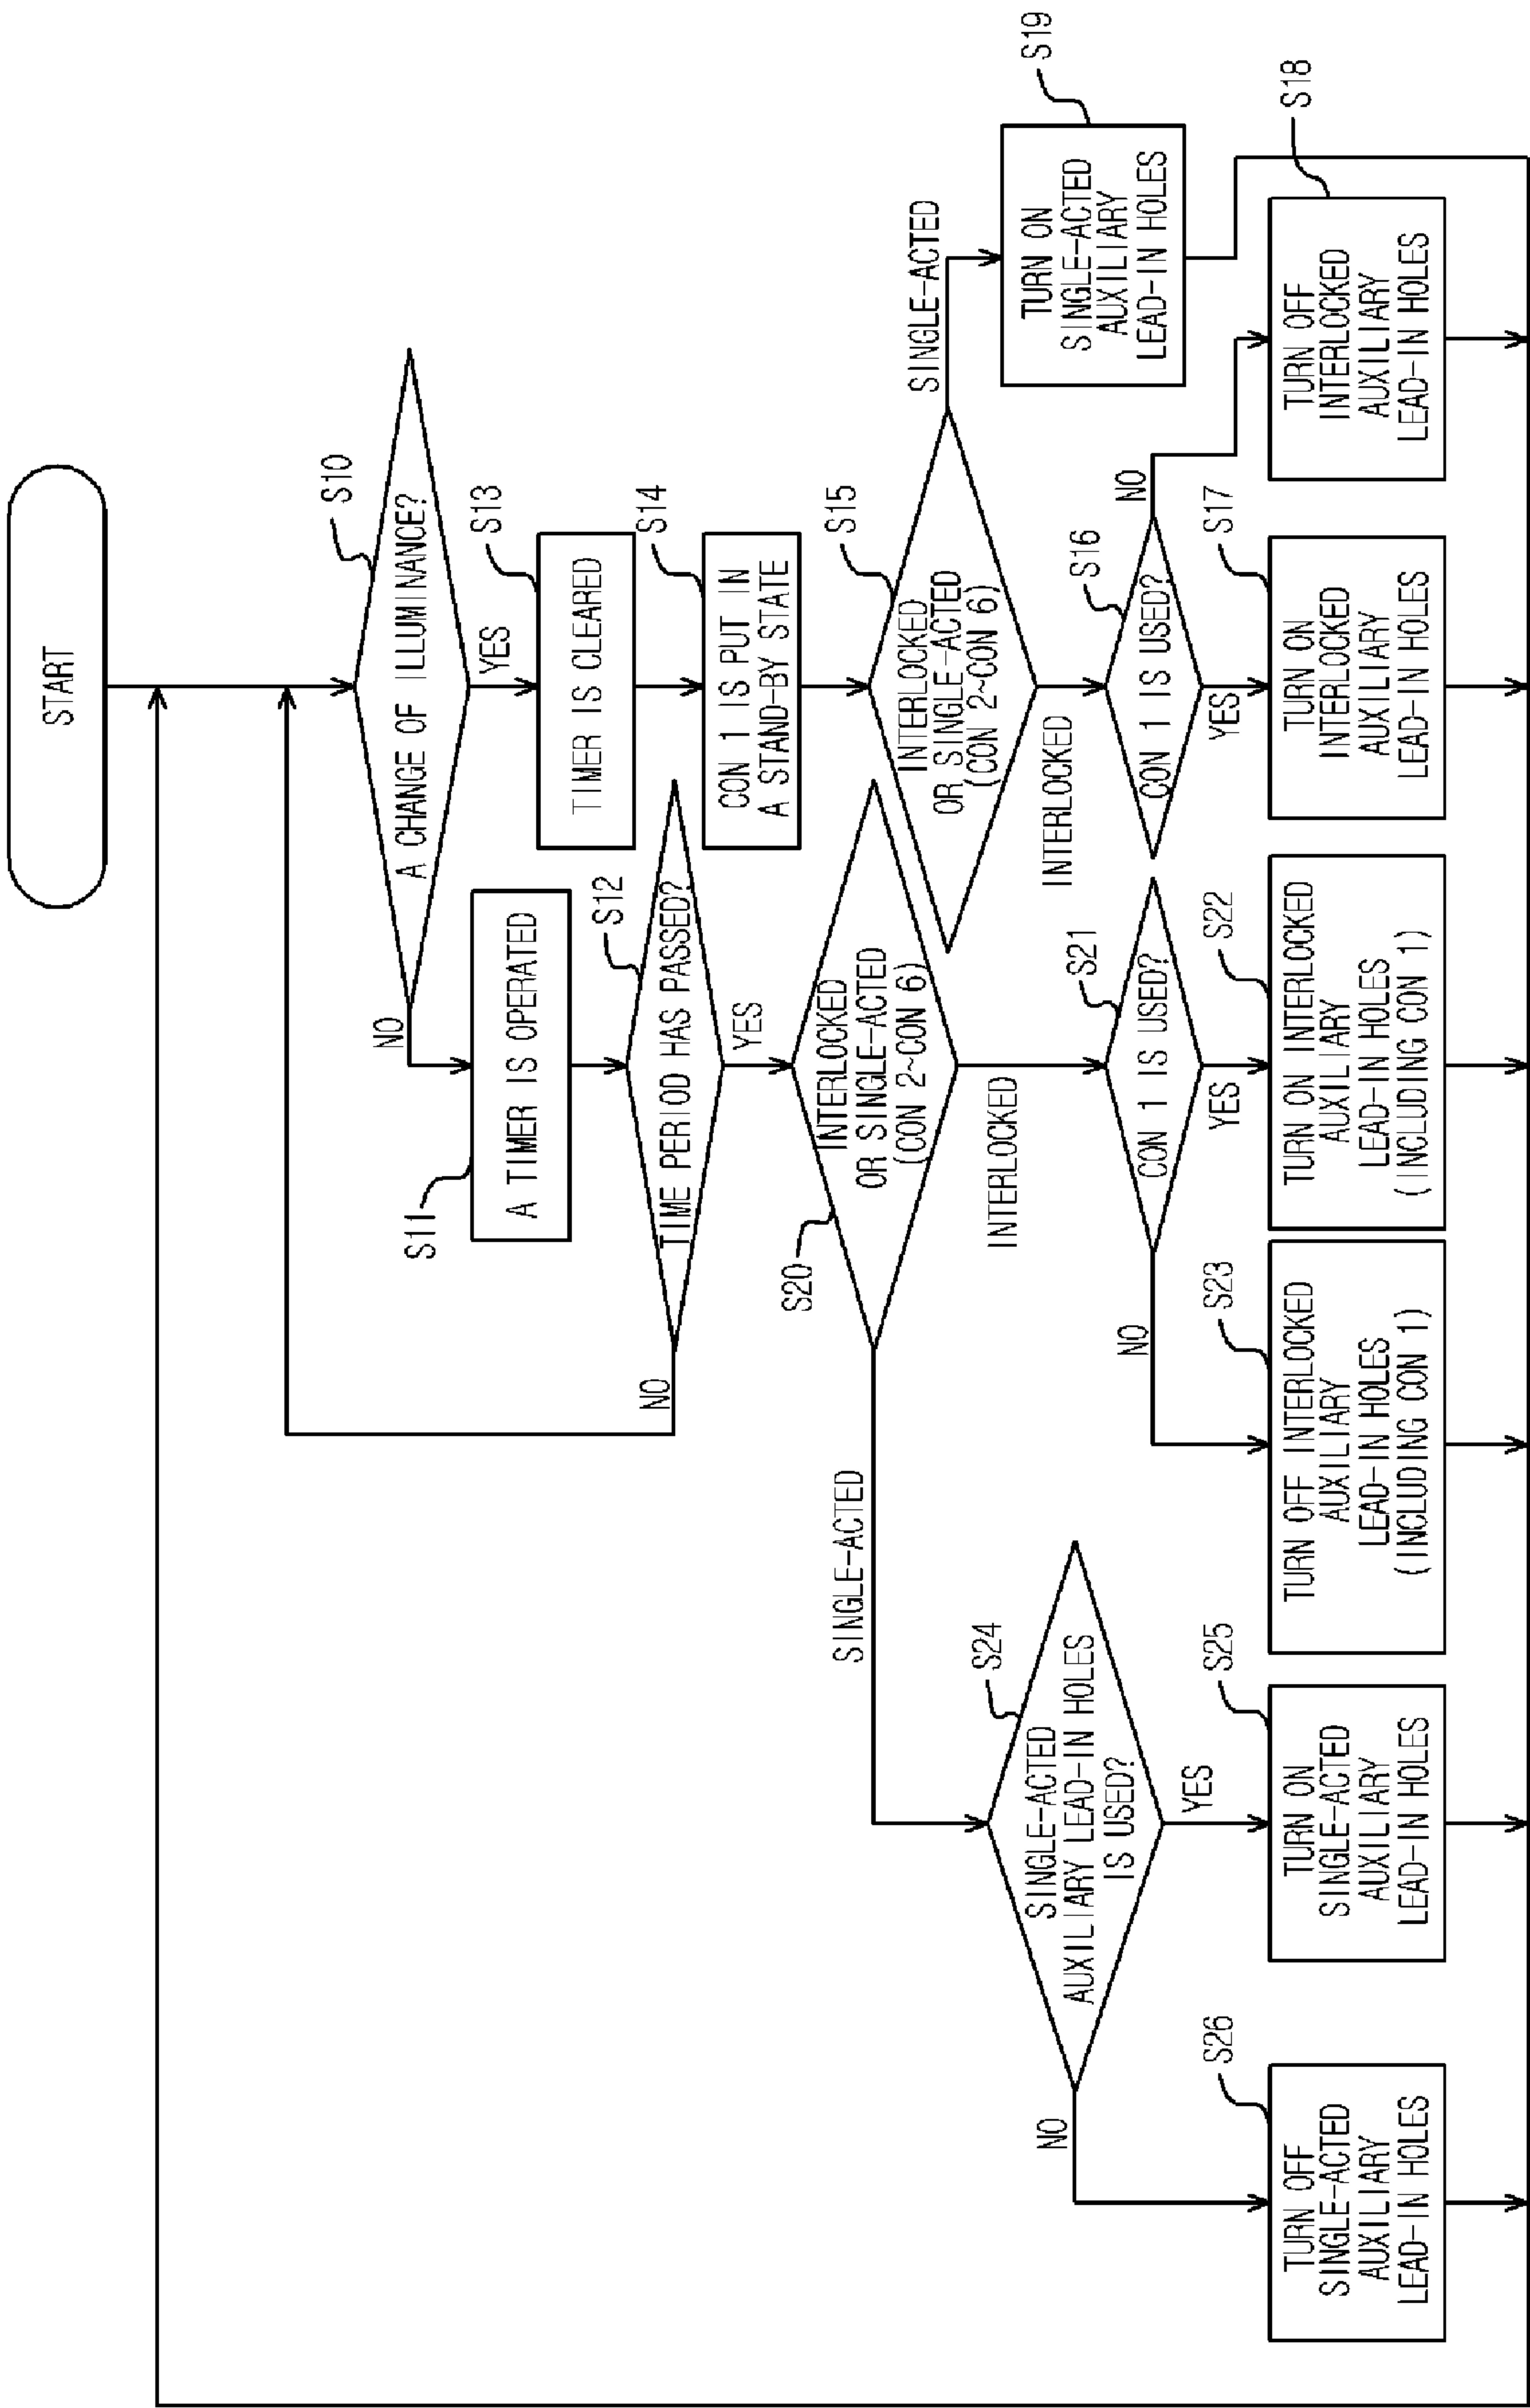 START
S10
A CHANGE OF ILLUMINANCE?
NO
YES
S11
A TIMER IS OPERATED
S13
TIMER IS CLEARED
S12
TIME PERIOD HAS PASSED?
NO
YES
S14
CON 1 IS PUT IN
A STAND-BY STATE
S20
INTERLOCKED
OR SINGLE-ACTED
(CON 2~CON 6)
SINGLE-ACTED
INTERLOCKED
S15
INTERLOCKED
OR SINGLE-ACTED
(CON 2~CON 6)
SINGLE-ACTED
INTERLOCKED
S19
TURN ON
SINGLE-ACTED
AUXILIARY
LEAD-IN HOLES
S24
SINGLE-ACTED
AUXILIARY LEAD-IN HOLES
IS USED?
NO
YES
S21
CON 1 IS USED?
NO
YES
S16
CON 1 IS USED?
NO
YES
S26
TURN OFF
SINGLE-ACTED
AUXILIARY
LEAD-IN HOLES
S25
TURN ON
SINGLE-ACTED
AUXILIARY
LEAD-IN HOLES
S23
TURN OFF INTERLOCKED
AUXILIARY
LEAD-IN HOLES
(INCLUDING CON 1)
S22
TURN ON INTERLOCKED
AUXILIARY
LEAD-IN HOLES
(INCLUDING CON 1)
S17
TURN ON
INTERLOCKED
AUXILIARY
LEAD-IN HOLES
S18
TURN OFF
INTERLOCKED
AUXILIARY
LEAD-IN HOLES